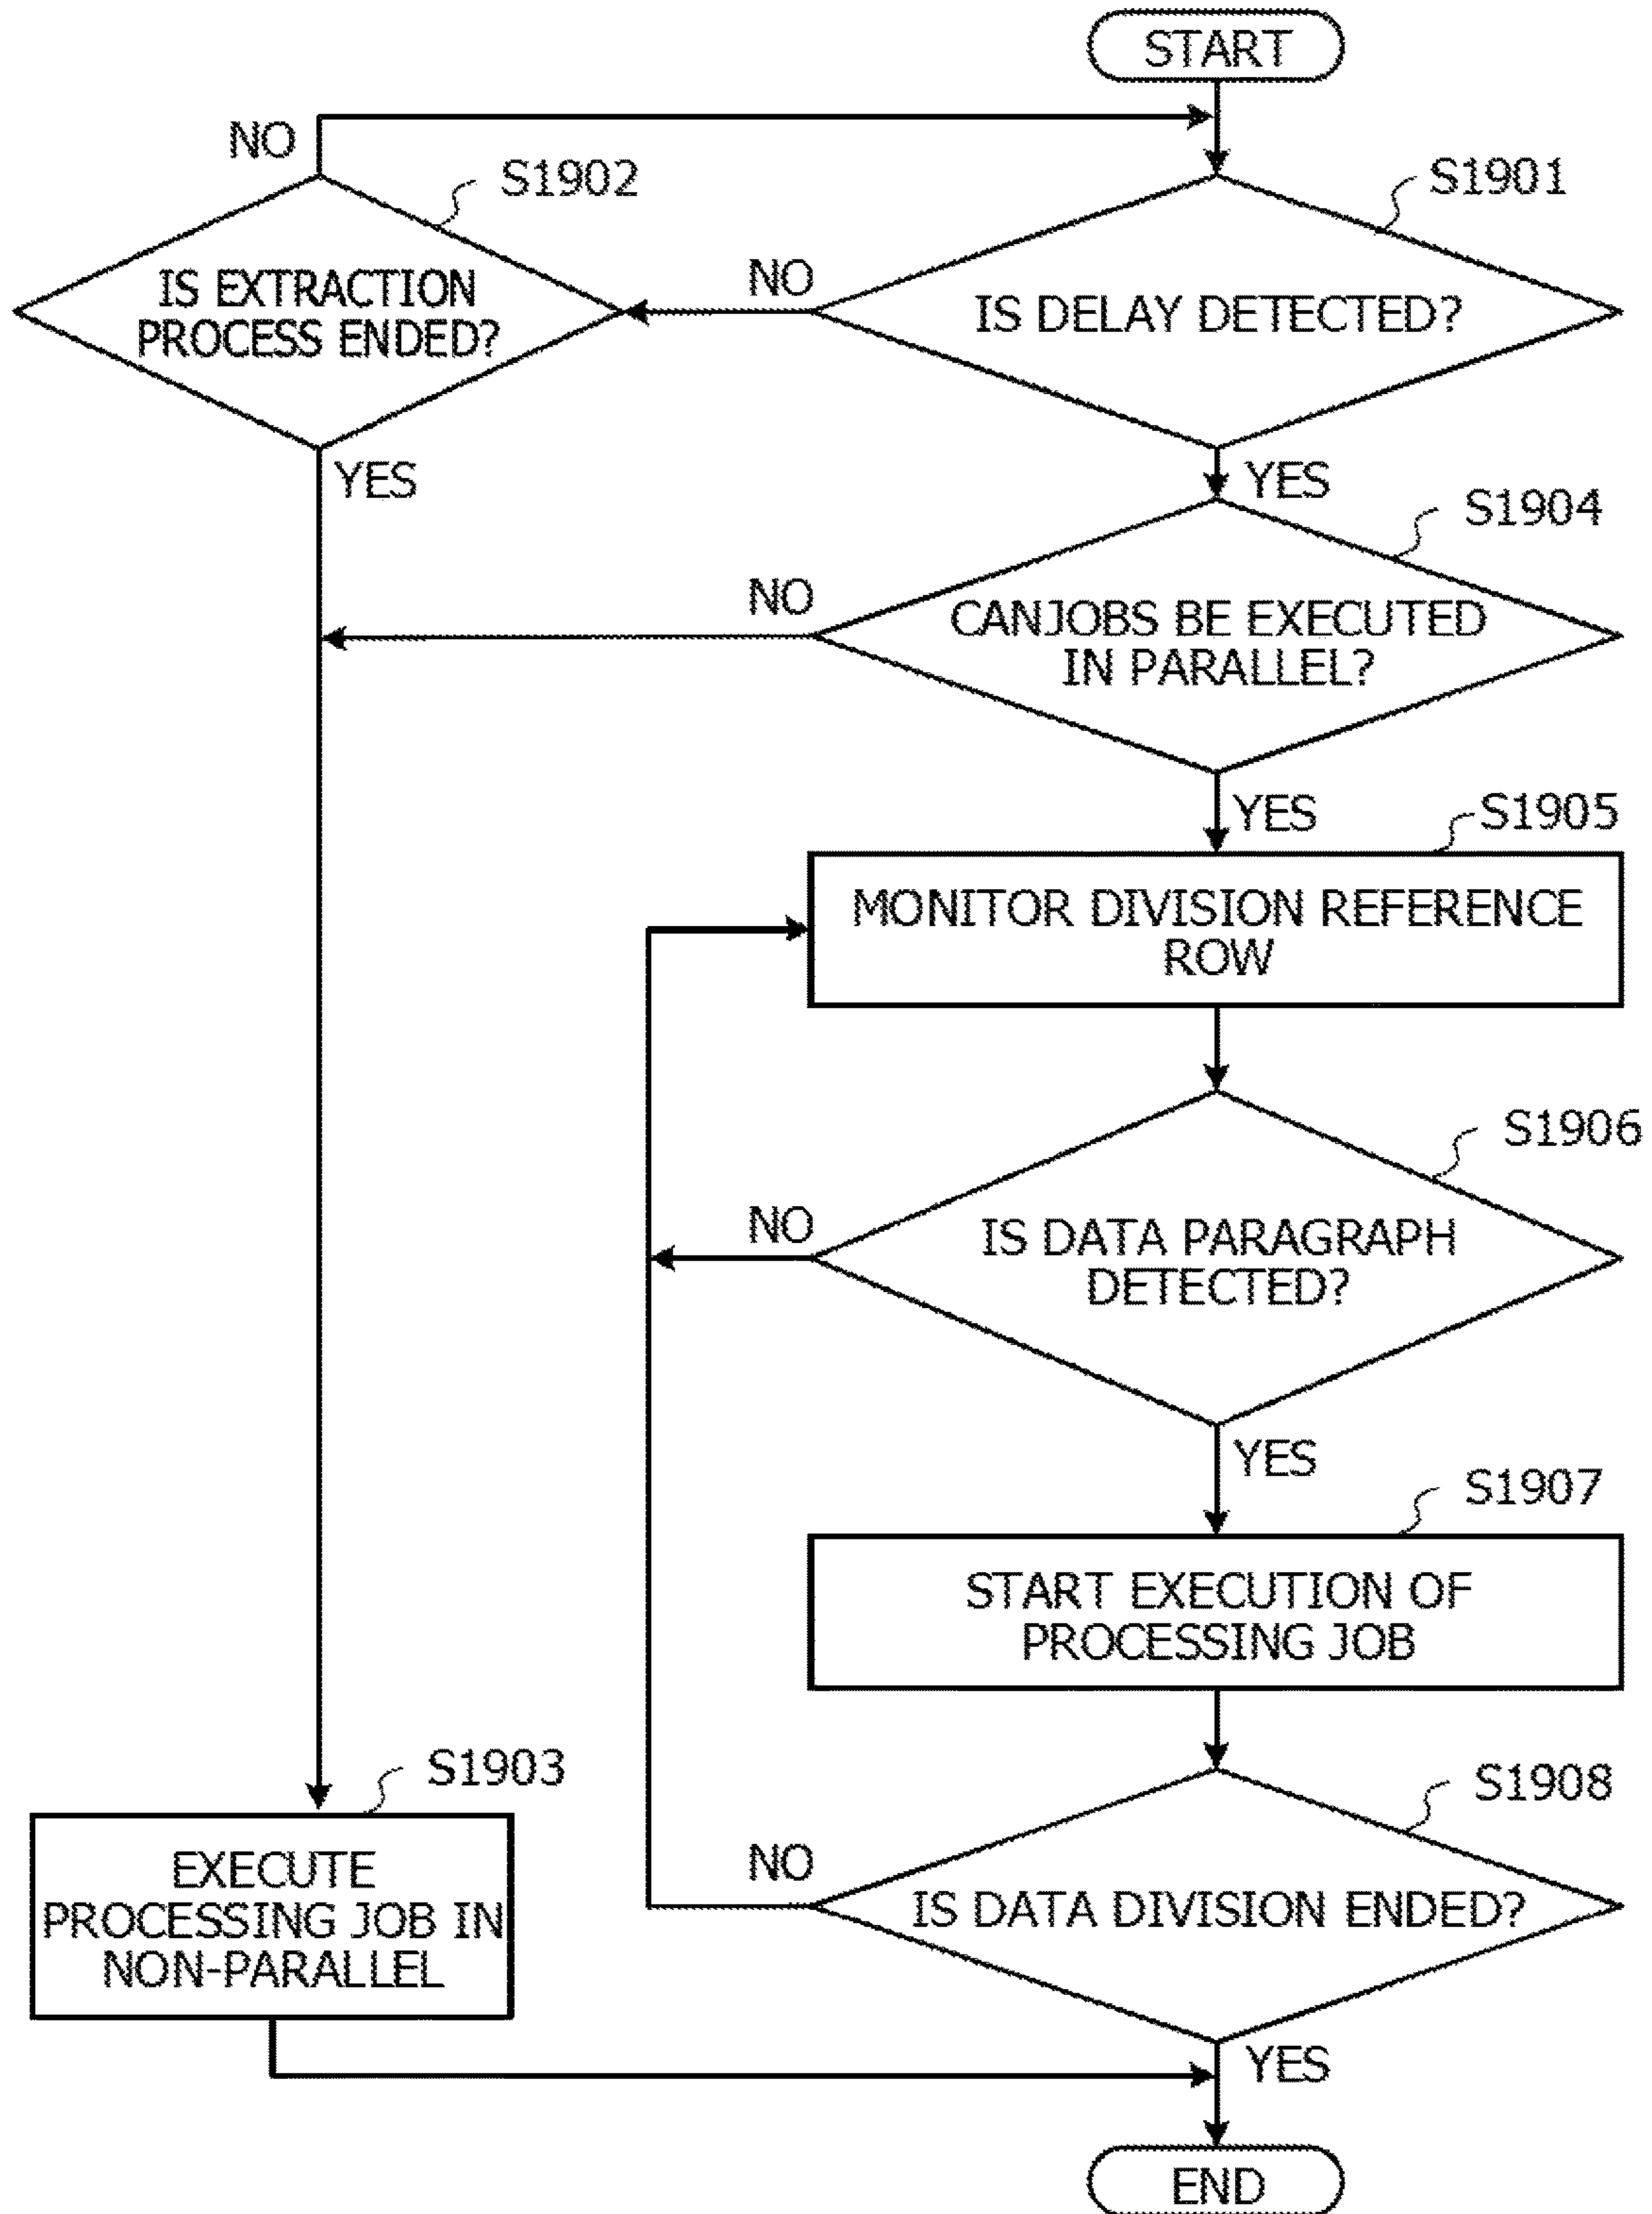 START
NO
S1902
S1901
IS EXTRACTION
PROCESS ENDED?
NO
IS DELAY DETECTED?
YES
YES
S1904
NO
CANJOBS BE EXECUTED
IN PARALLEL?
YES
S1905
MONITOR DIVISION REFERENCE
ROW
S1906
NO
IS DATA PARAGRAPH
DETECTED?
YES
S1907
START EXECUTION OF
PROCESSING JOB
S1903
S1908
EXECUTE
PROCESSING JOB IN
NON-PARALLEL
NO
IS DATA DIVISION ENDED?
YES
END